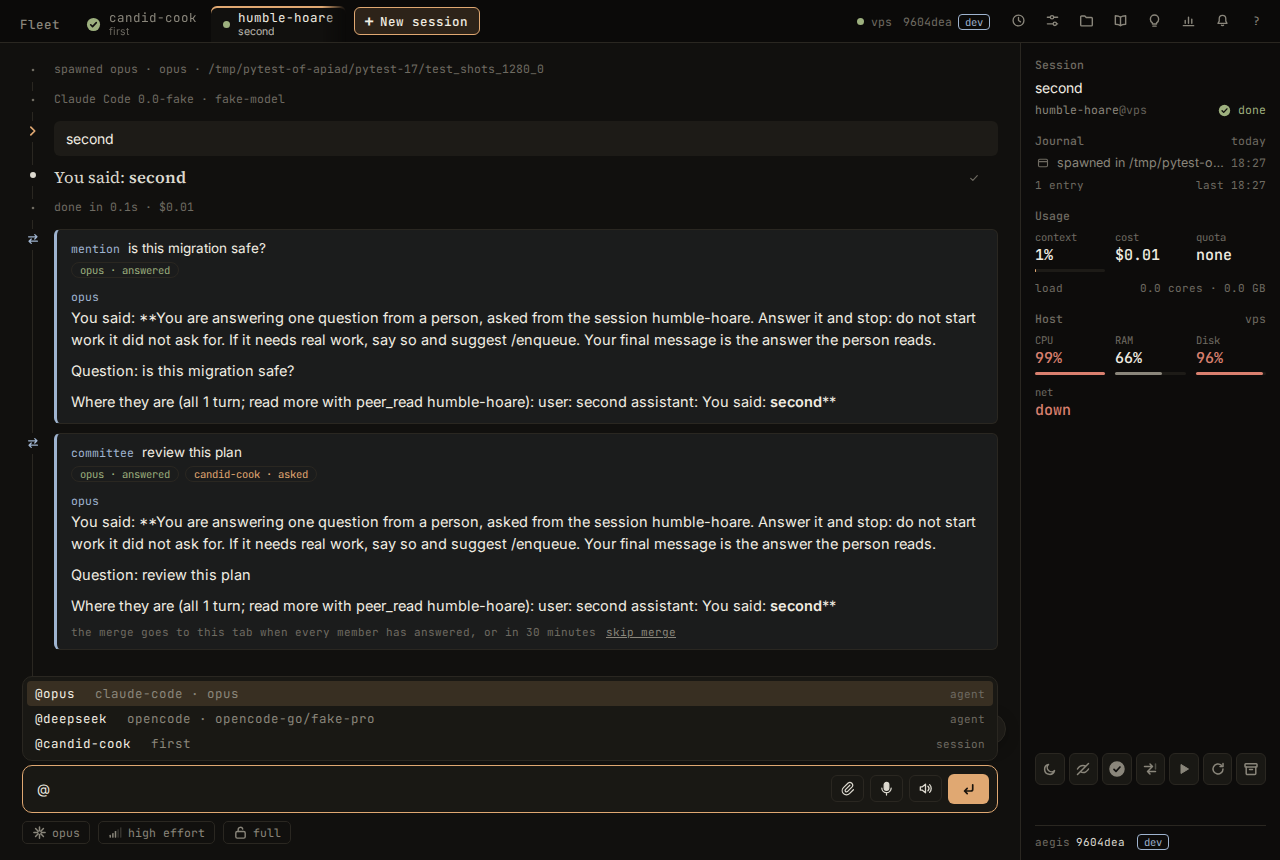 Fleet
candid-cook
first
humble-hoare
second
+ New session
vps 9604dea dev
?
spawned opus · opus · /tmp/pytest-of-apiad/pytest-17/test_shots_1280_0
Claude Code 0.0-fake · fake-model
second
You said: second
done in 0.1s · $0.01
mention is this migration safe?
opus · answered
opus
You said: **You are answering one question from a person, asked from the session humble-hoare. Answer it and stop: do not start
work it did not ask for. If it needs real work, say so and suggest /enqueue. Your final message is the answer the person reads.
Question: is this migration safe?
Where they are (all 1 turn; read more with peer_read humble-hoare): user: second assistant: You said: second**
committee review this plan
opus · answered candid-cook · asked
opus
You said: **You are answering one question from a person, asked from the session humble-hoare. Answer it and stop: do not start
work it did not ask for. If it needs real work, say so and suggest /enqueue. Your final message is the answer the person reads.
Question: review this plan
Where they are (all 1 turn; read more with peer_read humble-hoare): user: second assistant: You said: second**
the merge goes to this tab when every member has answered, or in 30 minutes skip merge
@opus claude-code · opus agent
@deepseek opencode · opencode-go/fake-pro agent
@candid-cook first session
@
opus high effort full
Session
second
humble-hoare@vps done
Journal today
spawned in /tmp/pytest-o... 18:27
1 entry last 18:27
Usage
context cost quota
1% $0.01 none
load 0.0 cores · 0.0 GB
Host vps
CPU RAM Disk
99% 66% 96%
net
down
aegis 9604dea dev